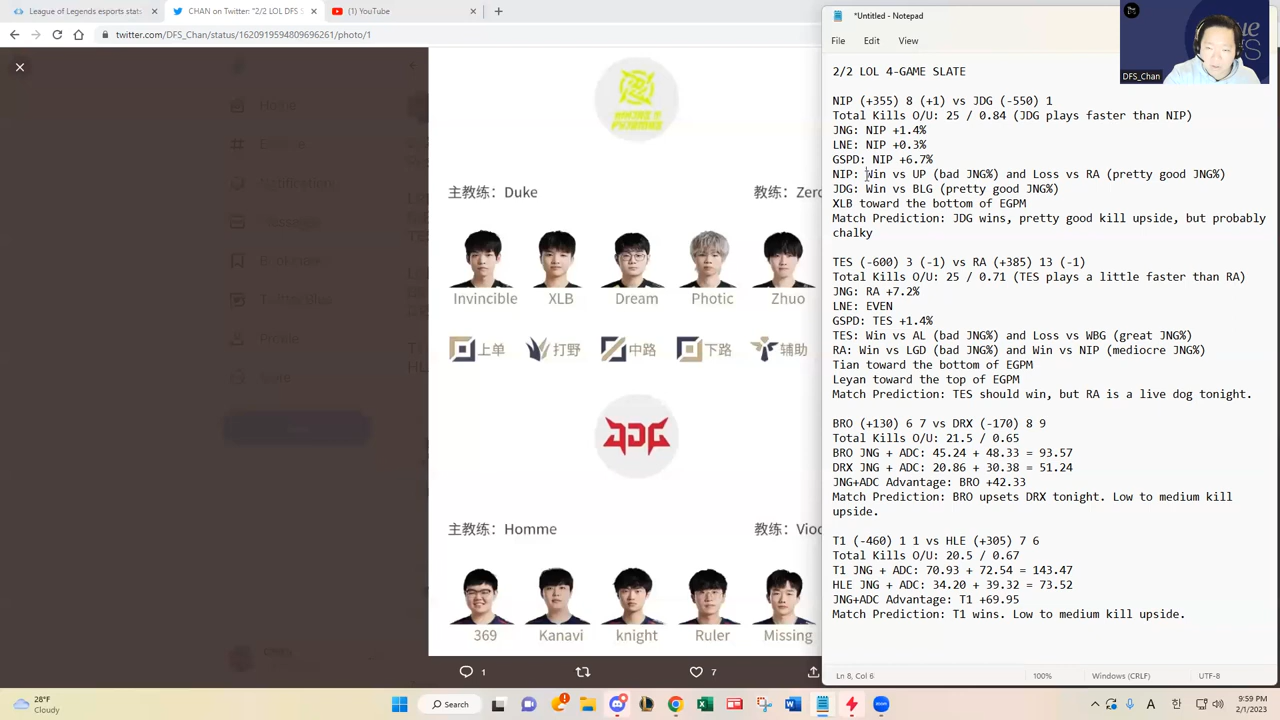 League of Legends esports stats
CHAN on Twitter: "2/2 LOL DFS S
(1) YouTube
twitter.com/DFS_Chan/status/1620919594809696261/photo/1
Home
Notifications
Profile
主教练: Duke
教练: Zero
Invincible XLB Dream Photic Zhuo
上单 打野 中路 下路 辅助
JDG
主教练: Homme
教练: Vioc
369 Kanavi knight Ruler Missing
1 7
*Untitled - Notepad
File Edit View
2/2 LOL 4-GAME SLATE
NIP (+355) 8 (+1) vs JDG (-550) 1
Total Kills O/U: 25 / 0.84 (JDG plays faster than NIP)
JNG: NIP +1.4%
LNE: NIP +0.3%
GSPD: NIP +6.7%
NIP: Win vs UP (bad JNG%) and Loss vs RA (pretty good JNG%)
JDG: Win vs BLG (pretty good JNG%)
XLB toward the bottom of EGPM
Match Prediction: JDG wins, pretty good kill upside, but probably
chalky
TES (-600) 3 (-1) vs RA (+385) 13 (-1)
Total Kills O/U: 25 / 0.71 (TES plays a little faster than RA)
JNG: RA +7.2%
LNE: EVEN
GSPD: TES +1.4%
TES: Win vs AL (bad JNG%) and Loss vs WBG (great JNG%)
RA: Win vs LGD (bad JNG%) and Win vs NIP (mediocre JNG%)
Tian toward the bottom of EGPM
Leyan toward the top of EGPM
Match Prediction: TES should win, but RA is a live dog tonight.
BRO (+130) 6 7 vs DRX (-170) 8 9
Total Kills O/U: 21.5 / 0.65
BRO JNG + ADC: 45.24 + 48.33 = 93.57
DRX JNG + ADC: 20.86 + 30.38 = 51.24
JNG+ADC Advantage: BRO +42.33
Match Prediction: BRO upsets DRX tonight. Low to medium kill
upside.
T1 (-460) 1 1 vs HLE (+305) 7 6
Total Kills O/U: 20.5 / 0.67
T1 JNG + ADC: 70.93 + 72.54 = 143.47
HLE JNG + ADC: 34.20 + 39.32 = 73.52
JNG+ADC Advantage: T1 +69.95
Match Prediction: T1 wins. Low to medium kill upside.
Ln 8, Col 6 100% Windows (CRLF) UTF-8
DFS_Chan
28°F
Cloudy
Search
A 한
9:59 PM
2/1/2023